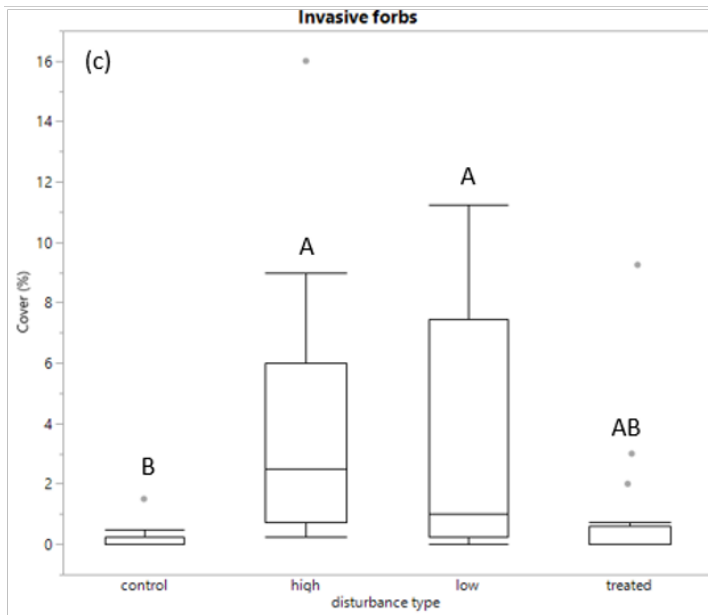 Invasive forbs
(c)
16
14
12
10
8
6
4
2
0
Cover (%)
B
A
A
AB
control high low treated
disturbance type